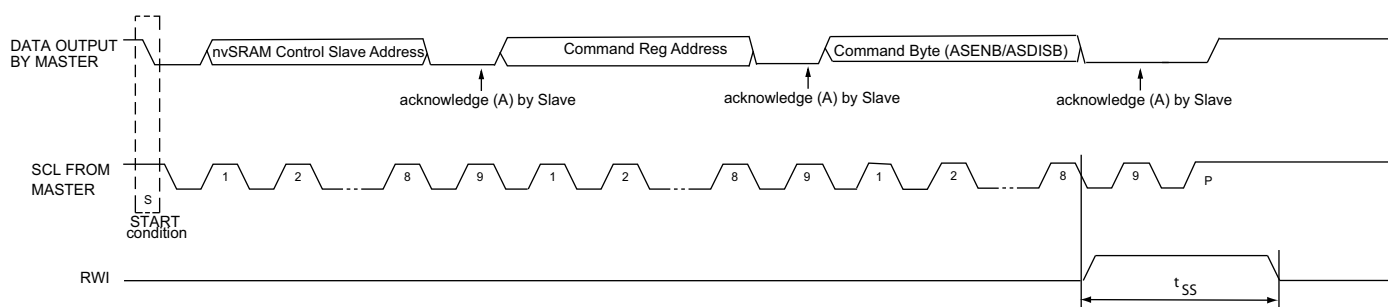 DATA OUTPUT
BY MASTER
nvSRAM Control Slave Address
Command Reg Address
Command Byte (ASENB/ASDISB)
acknowledge (A) by Slave
acknowledge (A) by Slave
acknowledge (A) by Slave
SCL FROM
MASTER
1 2 8 9 1 2 8 9 1 2 8 9 P
S
START
condition
RWI
tSS